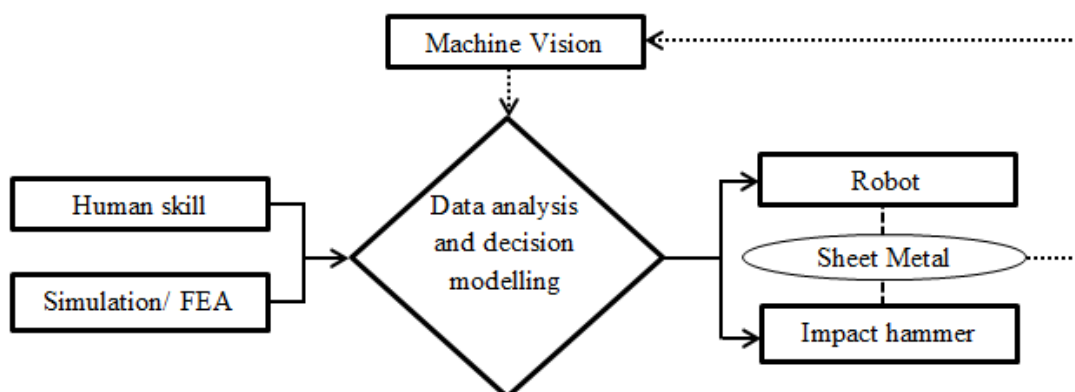 Machine Vision
Human skill
Simulation/ FEA
Data analysis
and decision
modelling
Robot
Sheet Metal
Impact hammer